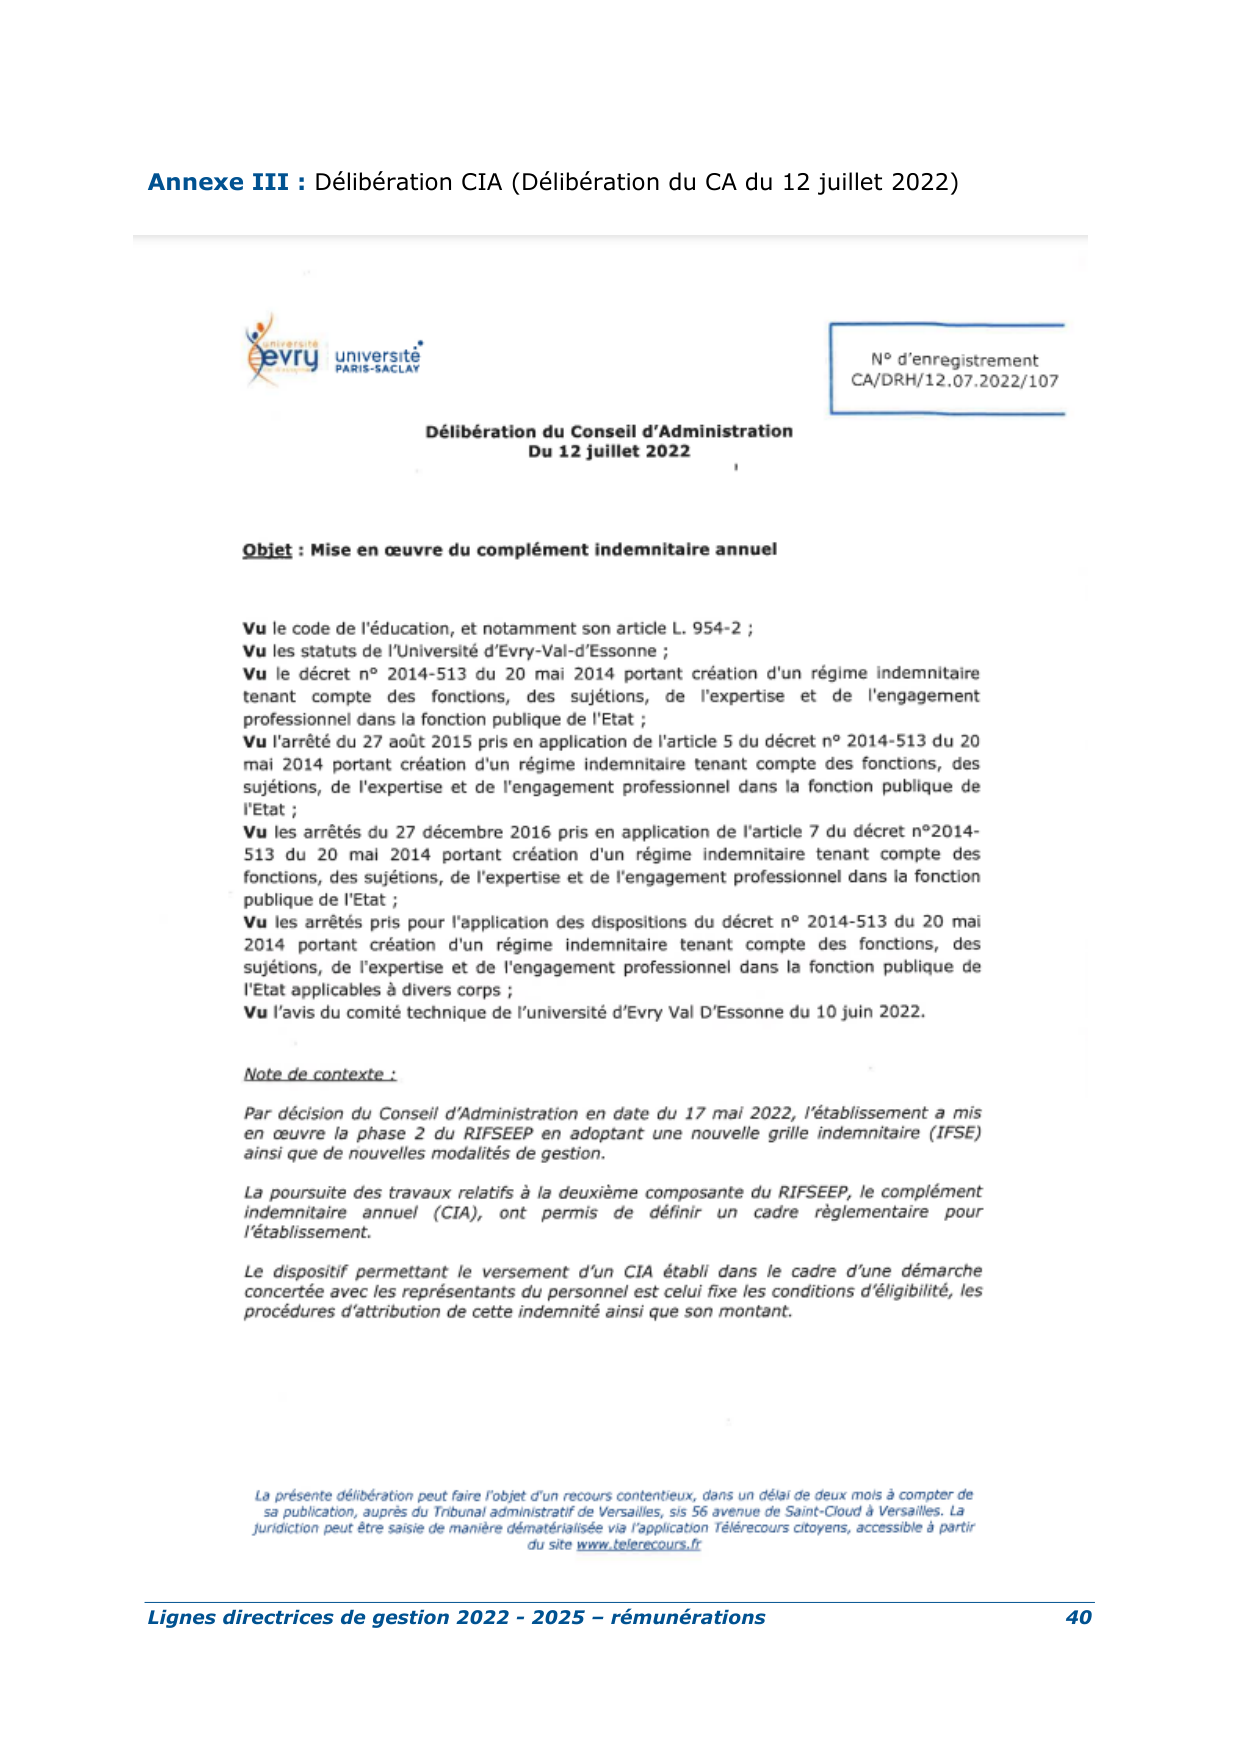 Annexe III : Délibération CIA (Délibération du CA du 12 juillet 2022)
université
evry
université
PARIS-SACLAY
N° d'enregistrement
CA/DRH/12.07.2022/107
Délibération du Conseil d'Administration
Du 12 juillet 2022
Objet : Mise en œuvre du complément indemnitaire annuel
Vu le code de l'éducation, et notamment son article L. 954-2 ;
Vu les statuts de l'Université d'Evry-Val-d'Essonne ;
Vu le décret n° 2014-513 du 20 mai 2014 portant création d'un régime indemnitaire
tenant compte des fonctions, des sujétions, de l'expertise et de l'engagement
professionnel dans la fonction publique de l'Etat ;
Vu l'arrêté du 27 août 2015 pris en application de l'article 5 du décret n° 2014-513 du 20
mai 2014 portant création d'un régime indemnitaire tenant compte des fonctions, des
sujétions, de l'expertise et de l'engagement professionnel dans la fonction publique de
l'Etat ;
Vu les arrêtés du 27 décembre 2016 pris en application de l'article 7 du décret n°2014-
513 du 20 mai 2014 portant création d'un régime indemnitaire tenant compte des
fonctions, des sujétions, de l'expertise et de l'engagement professionnel dans la fonction
publique de l'Etat ;
Vu les arrêtés pris pour l'application des dispositions du décret n° 2014-513 du 20 mai
2014 portant création d'un régime indemnitaire tenant compte des fonctions, des
sujétions, de l'expertise et de l'engagement professionnel dans la fonction publique de
l'Etat applicables à divers corps ;
Vu l'avis du comité technique de l'université d'Evry Val D'Essonne du 10 juin 2022.
Note de contexte :
Par décision du Conseil d'Administration en date du 17 mai 2022, l'établissement a mis
en œuvre la phase 2 du RIFSEEP en adoptant une nouvelle grille indemnitaire (IFSE)
ainsi que de nouvelles modalités de gestion.
La poursuite des travaux relatifs à la deuxième composante du RIFSEEP, le complément
indemnitaire annuel (CIA), ont permis de définir un cadre règlementaire pour
l'établissement.
Le dispositif permettant le versement d'un CIA établi dans le cadre d'une démarche
concertée avec les représentants du personnel est celui fixe les conditions d'éligibilité, les
procédures d'attribution de cette indemnité ainsi que son montant.
La présente délibération peut faire l'objet d'un recours contentieux, dans un délai de deux mois à compter de
sa publication, auprès du Tribunal administratif de Versailles, sis 56 avenue de Saint-Cloud à Versailles. La
juridiction peut être saisie de manière dématérialisée via l'application Télérecours citoyens, accessible à partir
du site www.telerecours.fr
Lignes directrices de gestion 2022 - 2025 – rémunérations 40